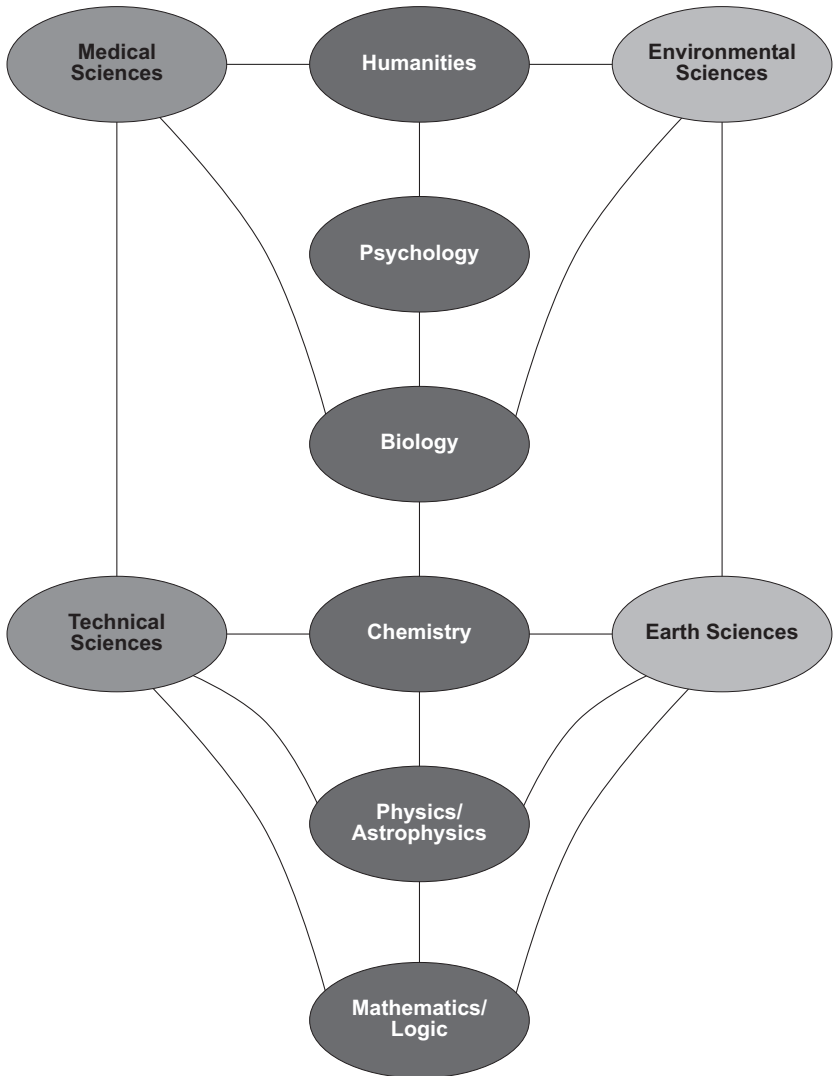 Medical
Sciences
Humanities
Environmental
Sciences
Psychology
Biology
Technical
Sciences
Chemistry
Earth Sciences
Physics/
Astrophysics
Mathematics/
Logic